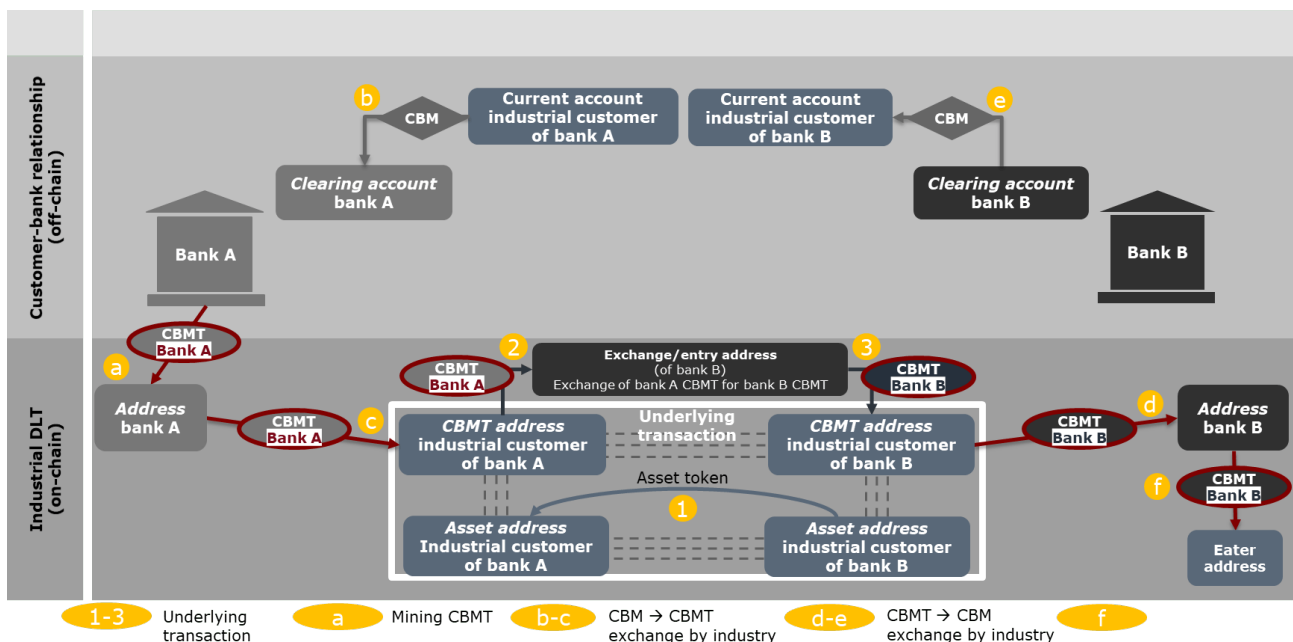 Customer-bank relationship
(off-chain)
b
CBM
Current account
industrial customer
of bank A
Current account
industrial customer
of bank B
CBM
e
Clearing account
bank A
Clearing account
bank B
Bank A
Bank B
Industrial DLT
(on-chain)
CBMT
Bank A
a
Address
bank A
CBMT
Bank A
c
CBMT
Bank A
2
Exchange/entry address
(of bank B)
Exchange of bank A CBMT for bank B CBMT
3
CBMT
Bank B
CBMT address
industrial customer
of bank A
Underlying
transaction
CBMT address
industrial customer
of bank B
CBMT
Bank B
d
Address
bank B
Asset token
1
Asset address
Industrial customer
of bank A
Asset address
industrial customer
of bank B
f
CBMT
Bank B
Eater
address
1-3
Underlying
transaction
a
Mining CBMT
b-c
CBM → CBMT
exchange by industry
d-e
CBMT → CBM
exchange by industry
f